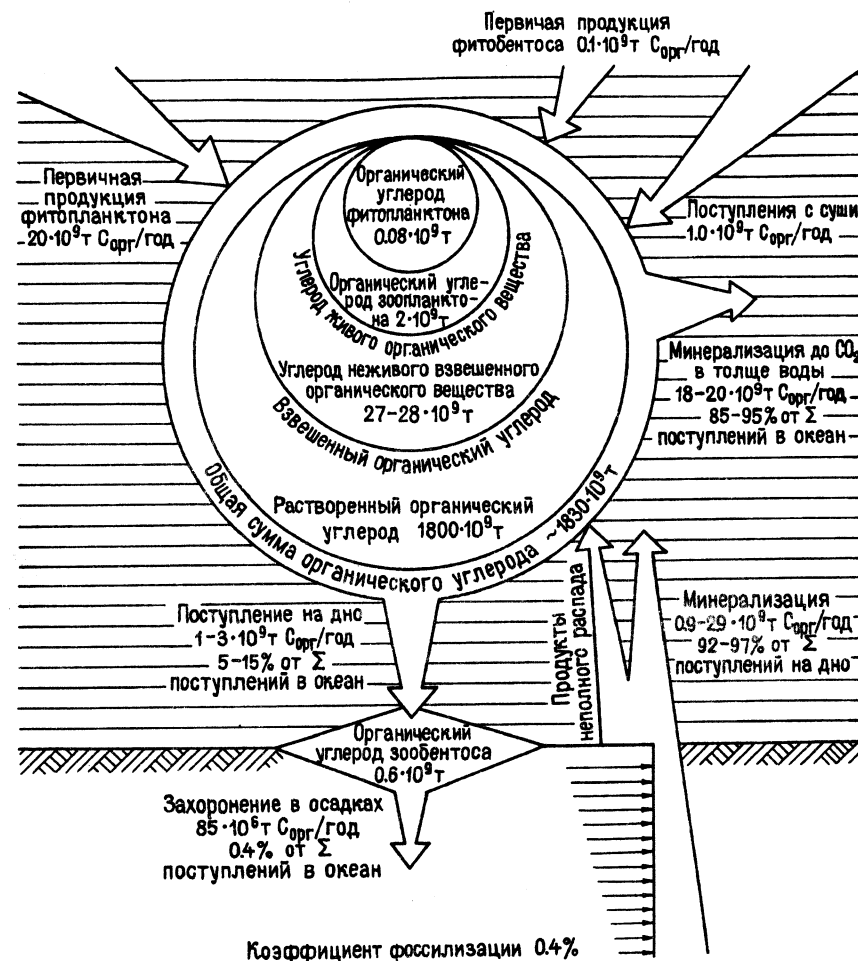 Первичая продукция
фитобентоса 0.1·10⁹т Cорг/год
Первичная
продукция
фитопланктона
20·10⁹т Cорг/год
Органический
углерод
фитопланктона
0.08·10⁹т
Поступления с суши
1.0·10⁹т Cорг/год
Органический угле-
род зоопланкто-
на 2·10⁹т
Углерод живого органического вещества
Углерод неживого взвешенного
органического вещества
27-28·10⁹т
Взвешенный органический углерод
Минерализация до CO₂
в толще воды
18-20·10⁹т Cорг/год
85-95% от Σ
поступлений в океан
Растворенный органический
углерод 1800·10⁹т
Общая сумма органического углерода ~1830·10⁹т
Поступление на дно
1-3·10⁹т Cорг/год
5-15% от Σ
поступлений в океан
Продукты
неполного распада
Минерализация
0.9-2.9·10⁹т Cорг/год
92-97% от Σ
поступлений на дно
Органический
углерод зообентоса
0.6·10⁹т
Захоронение в осадках
85·10⁶т Cорг/год
0.4% от Σ
поступлений в океан
Коэффициент фоссилизации 0.4%